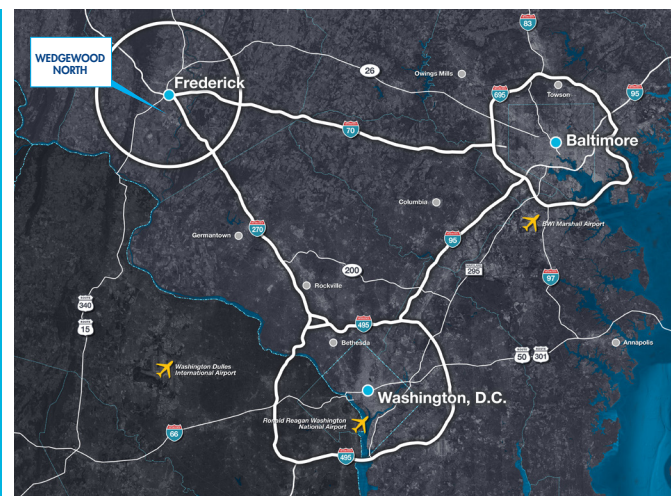 83
WEDGEWOOD
NORTH
Frederick
26
Owings Mills
Towson
695
95
70
Baltimore
Columbia
BWI Marshall Airport
Germantown
270
95
200
295
97
Rockville
340
15
495
Bethesda
50
301
Annapolis
Washington Dulles
International Airport
Washington, D.C.
Ronald Reagan Washington
National Airport
66
495